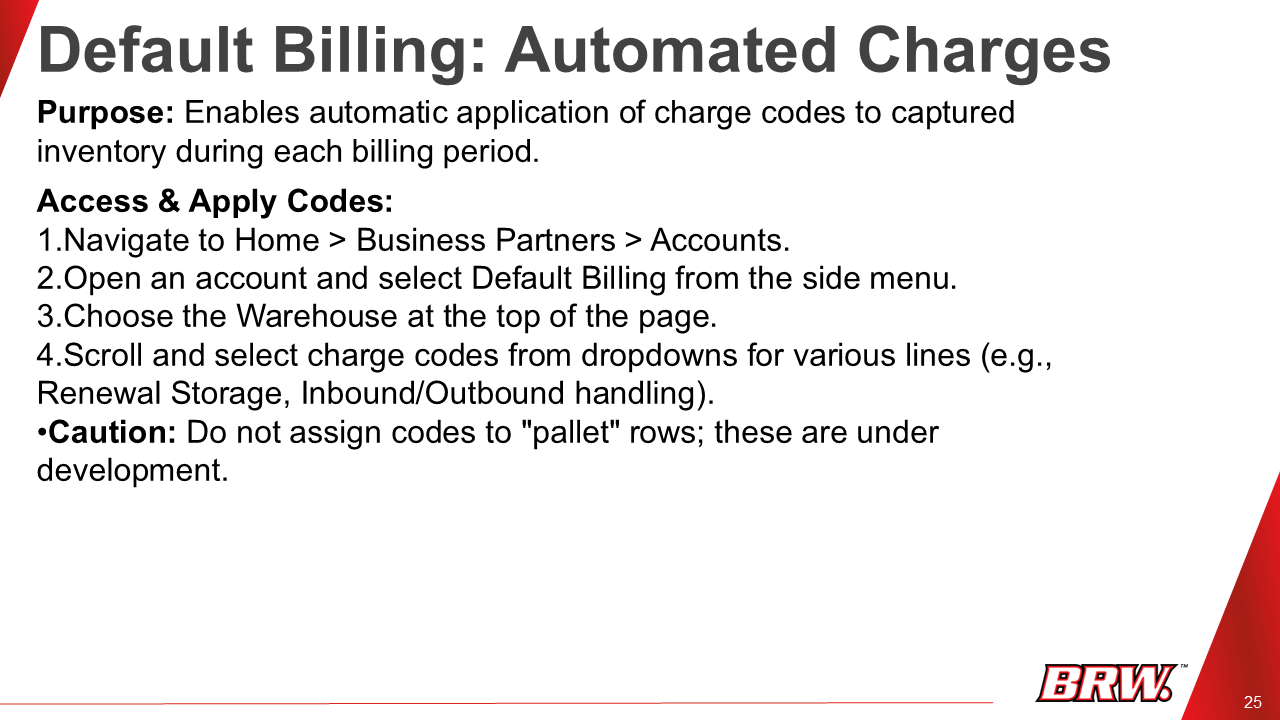 Default Billing: Automated Charges
Purpose: Enables automatic application of charge codes to captured
inventory during each billing period.
Access & Apply Codes:
1.Navigate to Home > Business Partners > Accounts.
2.Open an account and select Default Billing from the side menu.
3.Choose the Warehouse at the top of the page.
4.Scroll and select charge codes from dropdowns for various lines (e.g.,
Renewal Storage, Inbound/Outbound handling).
•Caution: Do not assign codes to "pallet" rows; these are under
development.
BRW.™
25